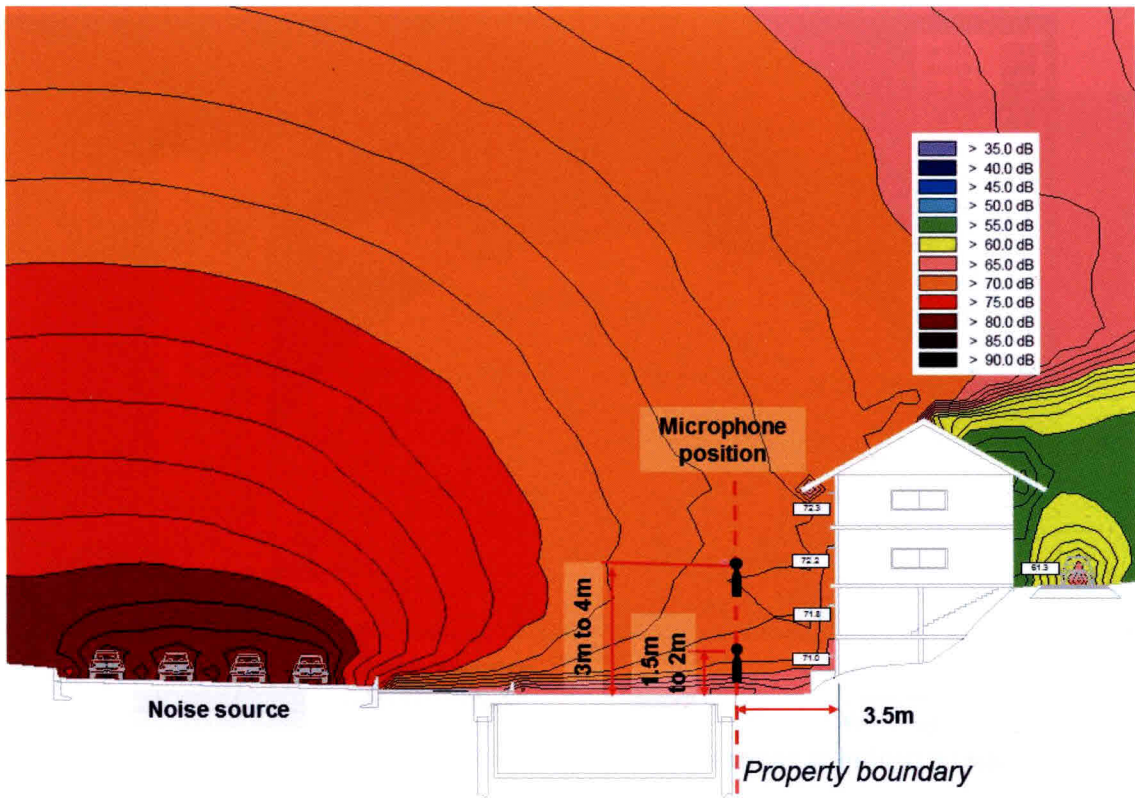 > 35.0 dB
> 40.0 dB
> 45.0 dB
> 50.0 dB
> 55.0 dB
> 60.0 dB
> 65.0 dB
> 70.0 dB
> 75.0 dB
> 80.0 dB
> 85.0 dB
> 90.0 dB
Microphone
position
72.3
72.2
71.8
71.0
61.3
3m to 4m
1.5m
to 2m
Noise source
3.5m
Property boundary